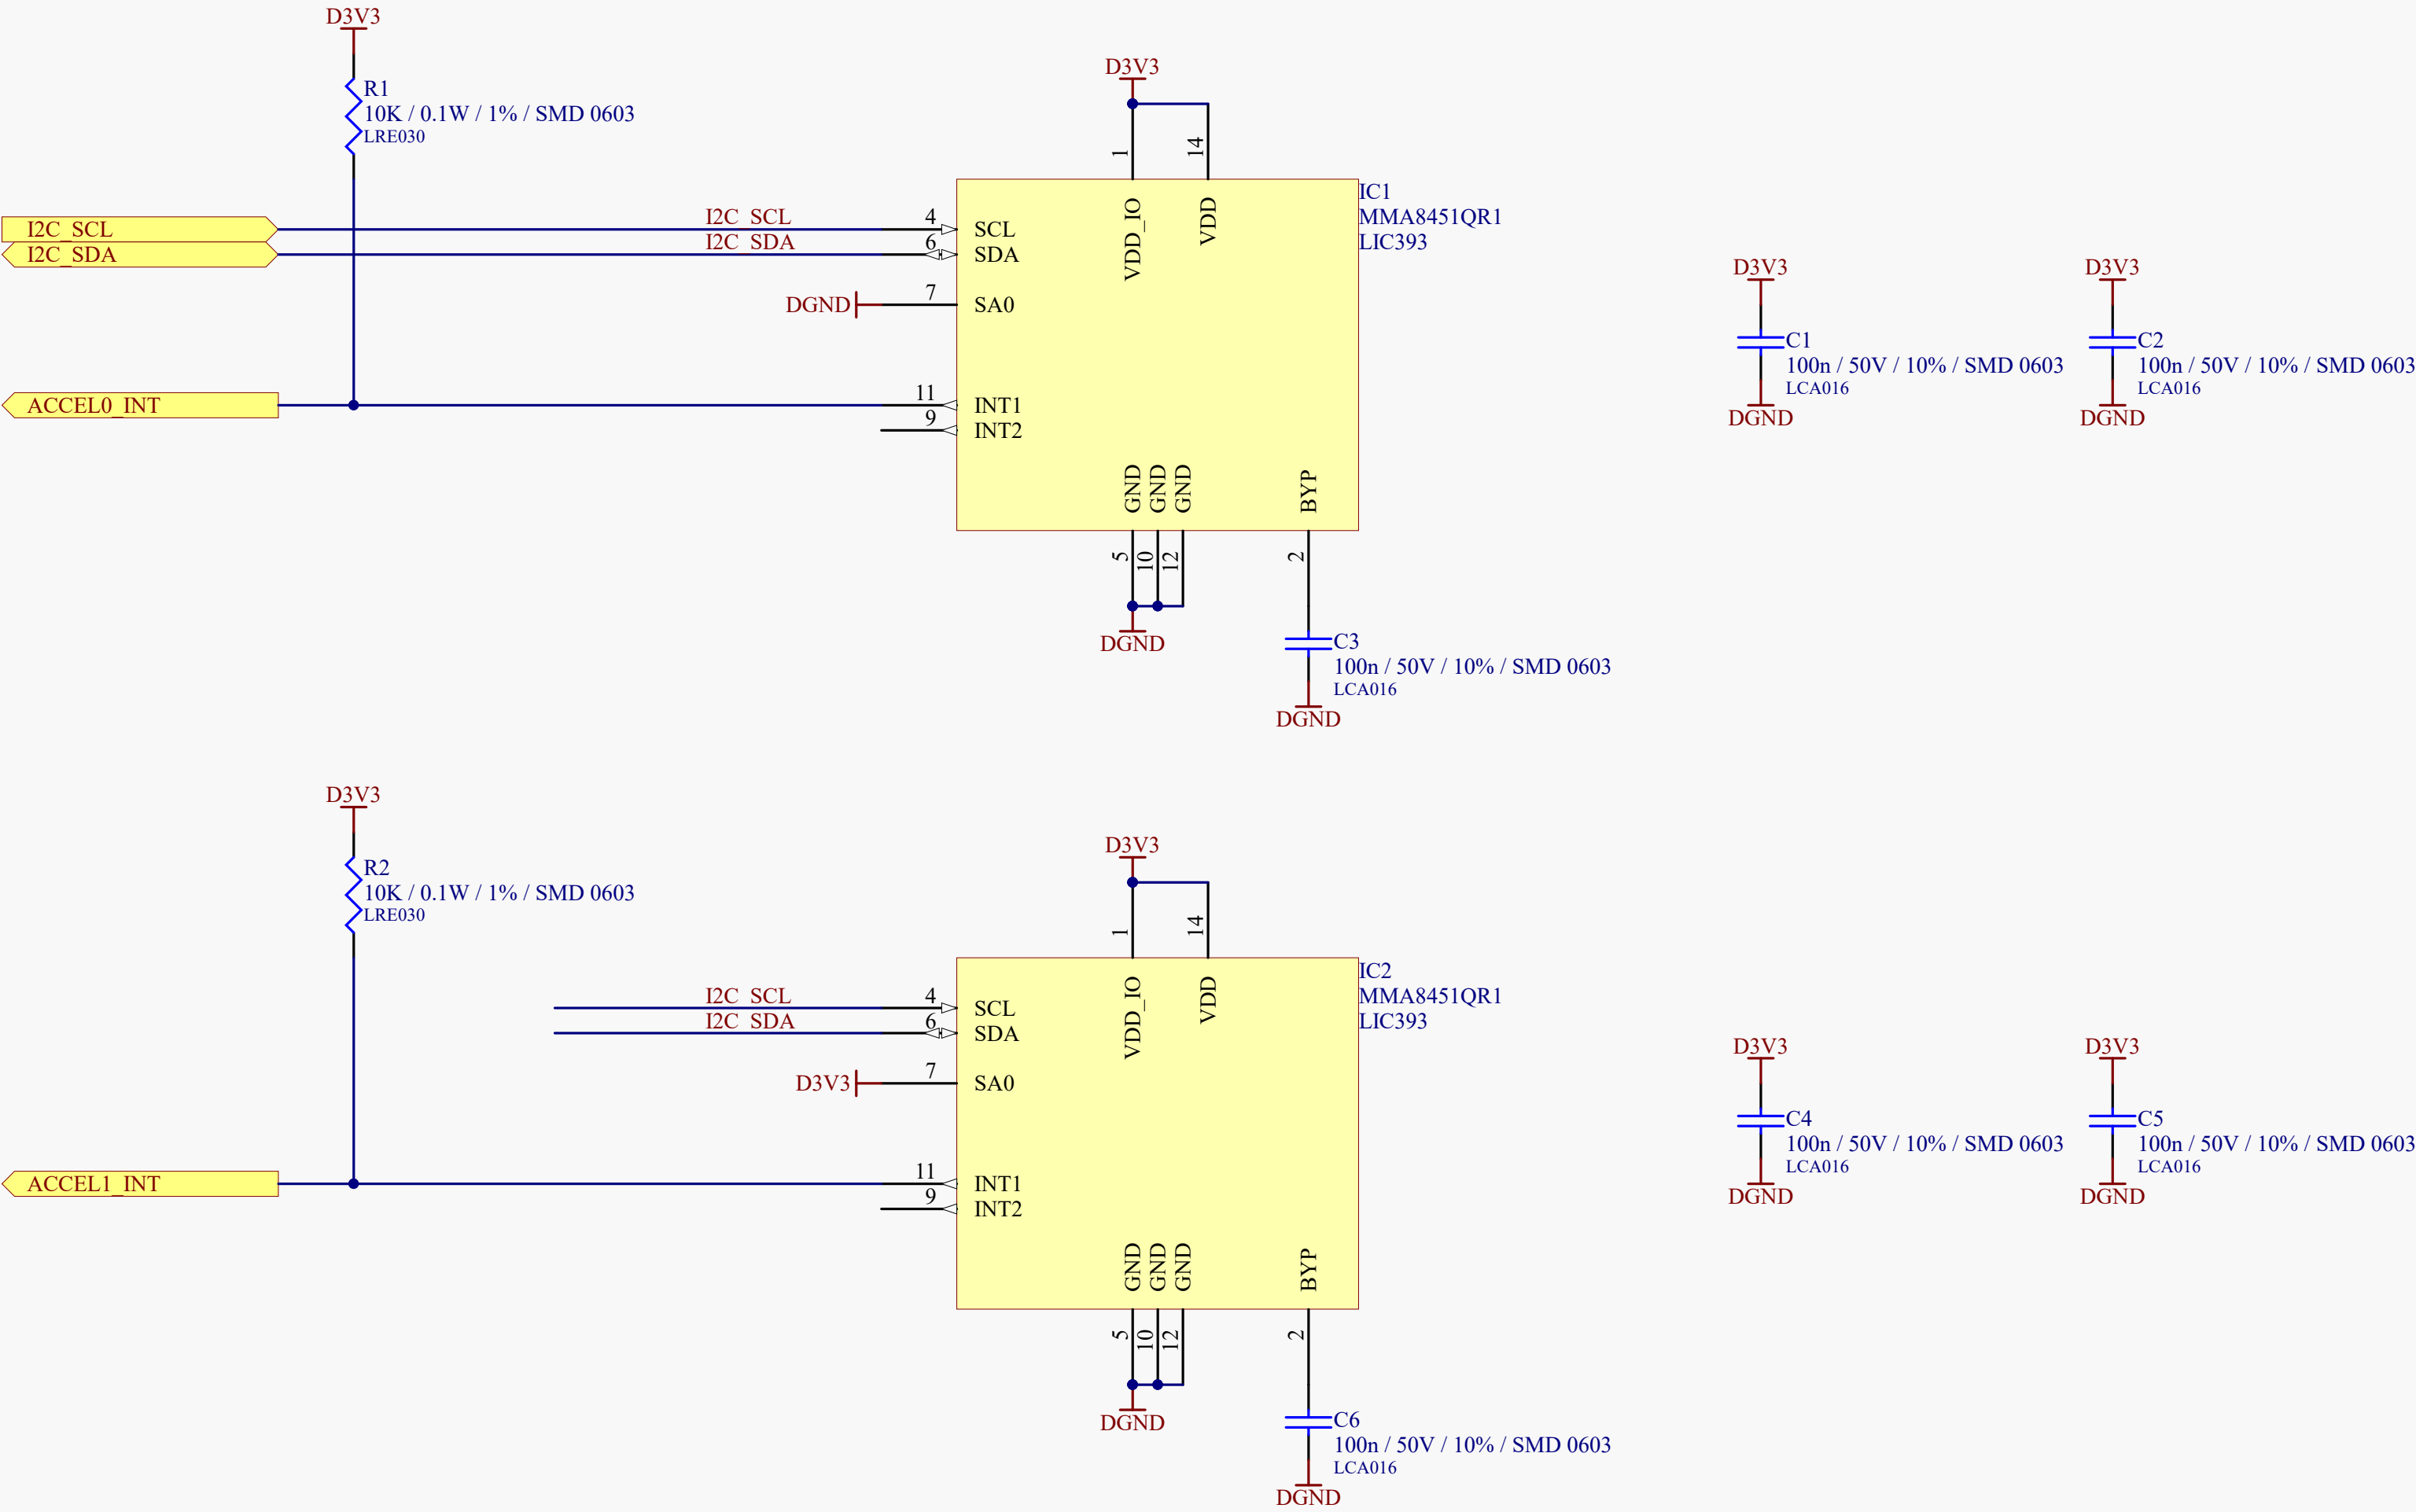 D3V3
R1
10K / 0.1W / 1% / SMD 0603
LRE030
D3V3
1
14
IC1
MMA8451QR1
LIC393
I2C_SCL
I2C_SDA
I2C_SCL
I2C_SDA
4
6
SCL
SDA
VDD_IO
VDD
DGND
7
SA0
ACCEL0_INT
11
INT1
9
INT2
GND
GND
GND
BYP
5
10
12
2
DGND
C3
100n / 50V / 10% / SMD 0603
LCA016
DGND
D3V3
C1
100n / 50V / 10% / SMD 0603
LCA016
DGND
D3V3
C2
100n / 50V / 10% / SMD 0603
LCA016
DGND
D3V3
R2
10K / 0.1W / 1% / SMD 0603
LRE030
D3V3
1
14
IC2
MMA8451QR1
LIC393
I2C_SCL
I2C_SDA
4
6
SCL
SDA
VDD_IO
VDD
D3V3
7
SA0
ACCEL1_INT
11
INT1
9
INT2
GND
GND
GND
BYP
5
10
12
2
DGND
C6
100n / 50V / 10% / SMD 0603
LCA016
DGND
D3V3
C4
100n / 50V / 10% / SMD 0603
LCA016
DGND
D3V3
C5
100n / 50V / 10% / SMD 0603
LCA016
DGND